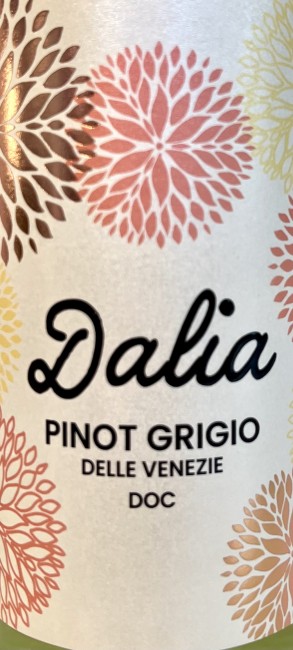 Dalia
PINOT GRIGIO
DELLE VENEZIE
DOC